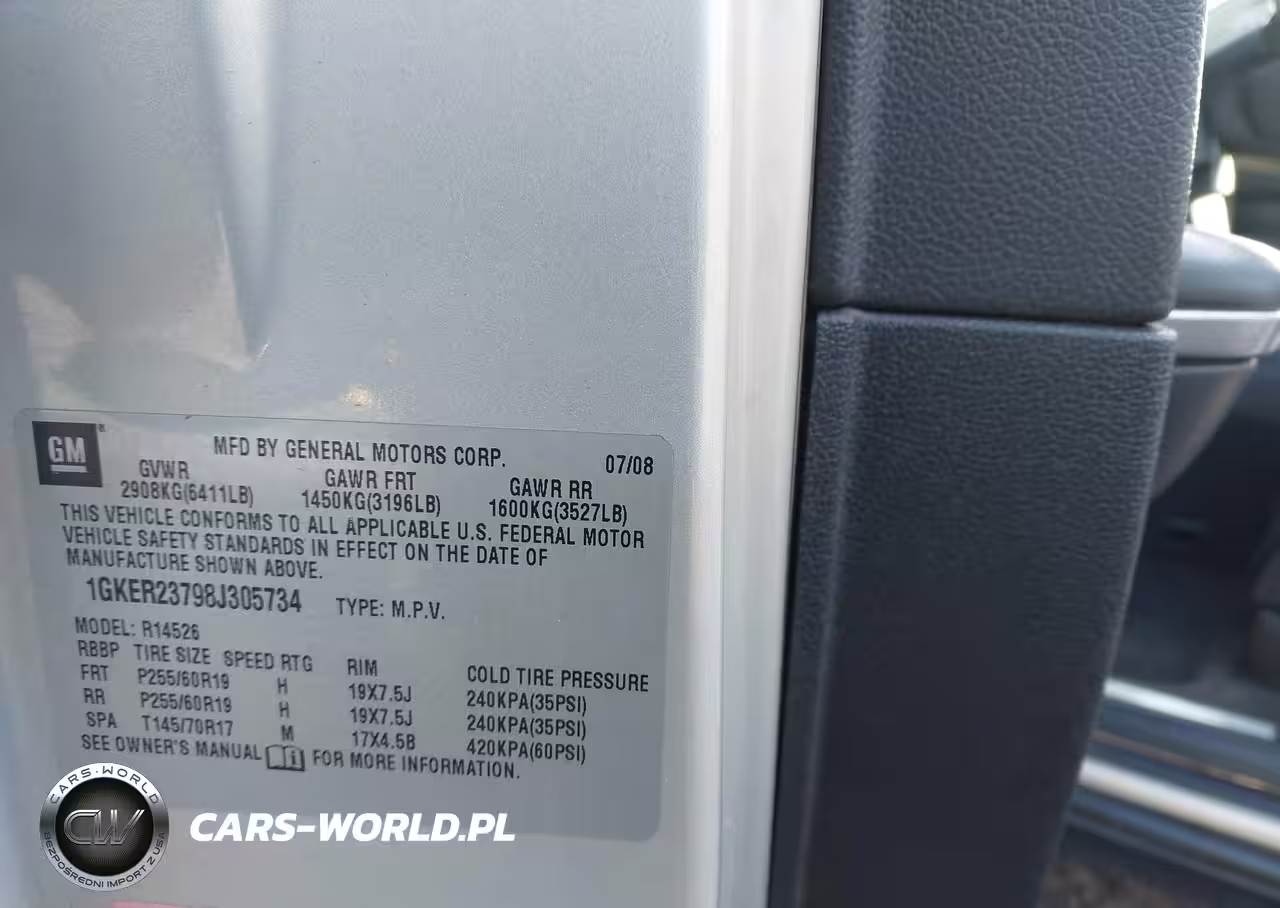 GM®
MFD BY GENERAL MOTORS CORP. 07/08
GVWR GAWR FRT GAWR RR
2908KG(6411LB) 1450KG(3196LB) 1600KG(3527LB)
THIS VEHICLE CONFORMS TO ALL APPLICABLE U.S. FEDERAL MOTOR
VEHICLE SAFETY STANDARDS IN EFFECT ON THE DATE OF
MANUFACTURE SHOWN ABOVE.
1GKER23798J305734 TYPE: M.P.V.
MODEL: R14526
RBBP TIRE SIZE SPEED RTG RIM COLD TIRE PRESSURE
FRT P255/60R19 H 19X7.5J 240KPA(35PSI)
RR P255/60R19 H 19X7.5J 240KPA(35PSI)
SPA T145/70R17 M 17X4.5B 420KPA(60PSI)
SEE OWNER'S MANUAL i FOR MORE INFORMATION.
CARS-WORLD
CW
BEZPOŚREDNI IMPORT Z USA
CARS-WORLD.PL